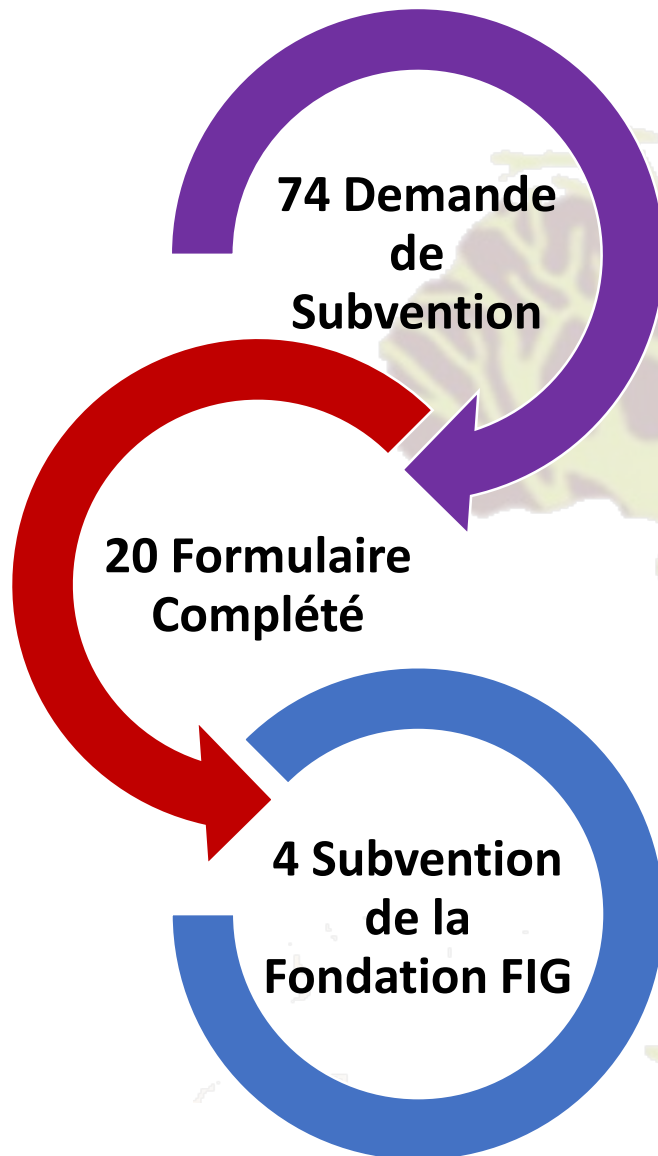 74 Demande
de
Subvention
20 Formulaire
Complété
4 Subvention
de la
Fondation FIG